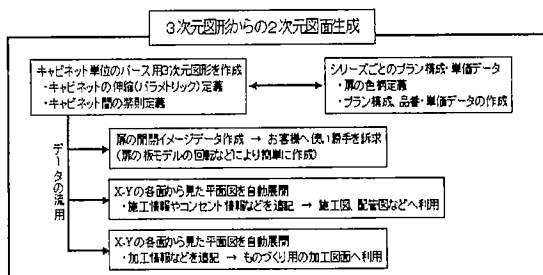 3次元図形からの2次元図面生成
キャビネット単位のパース用3次元図形を作成
・キャビネットの伸縮(パラメトリック)定義
・キャビネット間の禁則定義
シリーズごとのプラン構成・単価データ
・扉の色柄定義
・プラン構成、品番・単価データの作成
データの流用
扉の開閉イメージデータ作成 → お客様へ使い勝手を訴求
(扉の板モデルの回転などにより簡単に作成)
X-Yの各面から見た平面図を自動展開
・施工情報やコンセント情報などを追記 → 施工図、配管図などへ利用
X-Yの各面から見た平面図を自動展開
・加工情報などを追記 → ものづくり用の加工図面へ利用